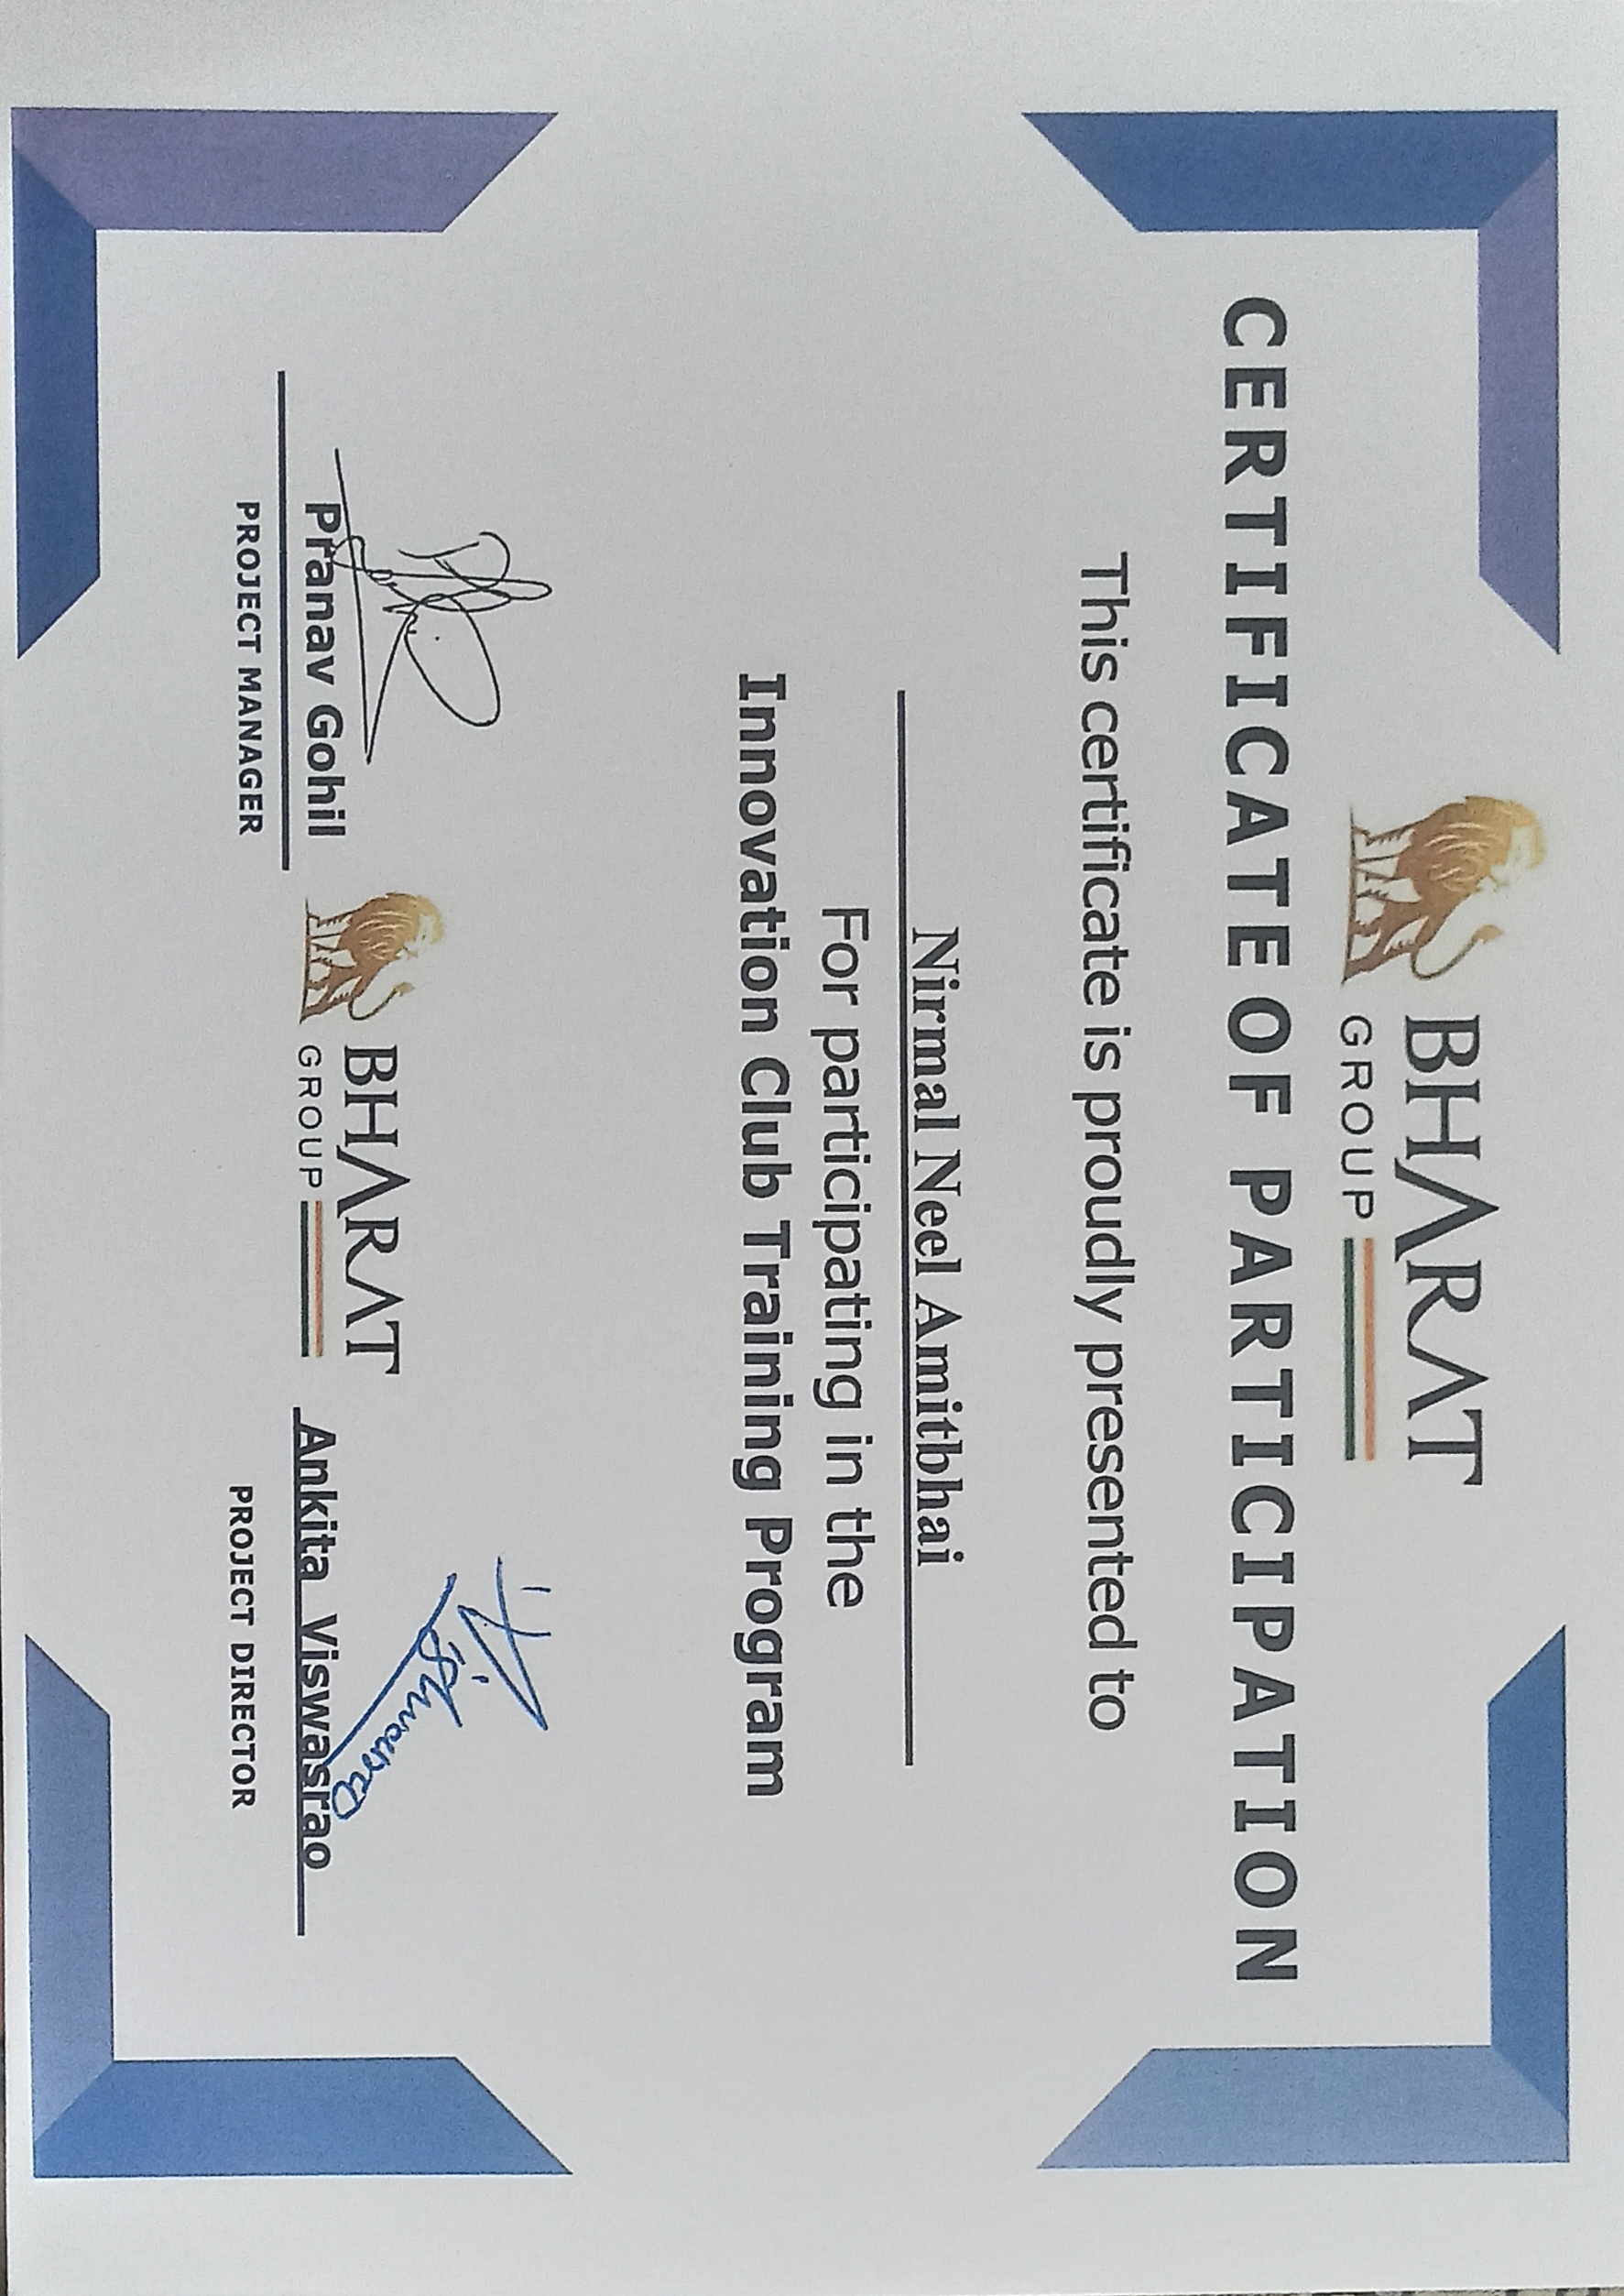 BHARAT
GROUP
CERTIFICATE OF PARTICIPATION
This certificate is proudly presented to
Nirmal Neel Amitbhai
For participating in the
Innovation Club Training Program
Pranav Gohil
PROJECT MANAGER
BHARAT
GROUP
Vishwasrao
Ankita Viswasrao
PROJECT DIRECTOR